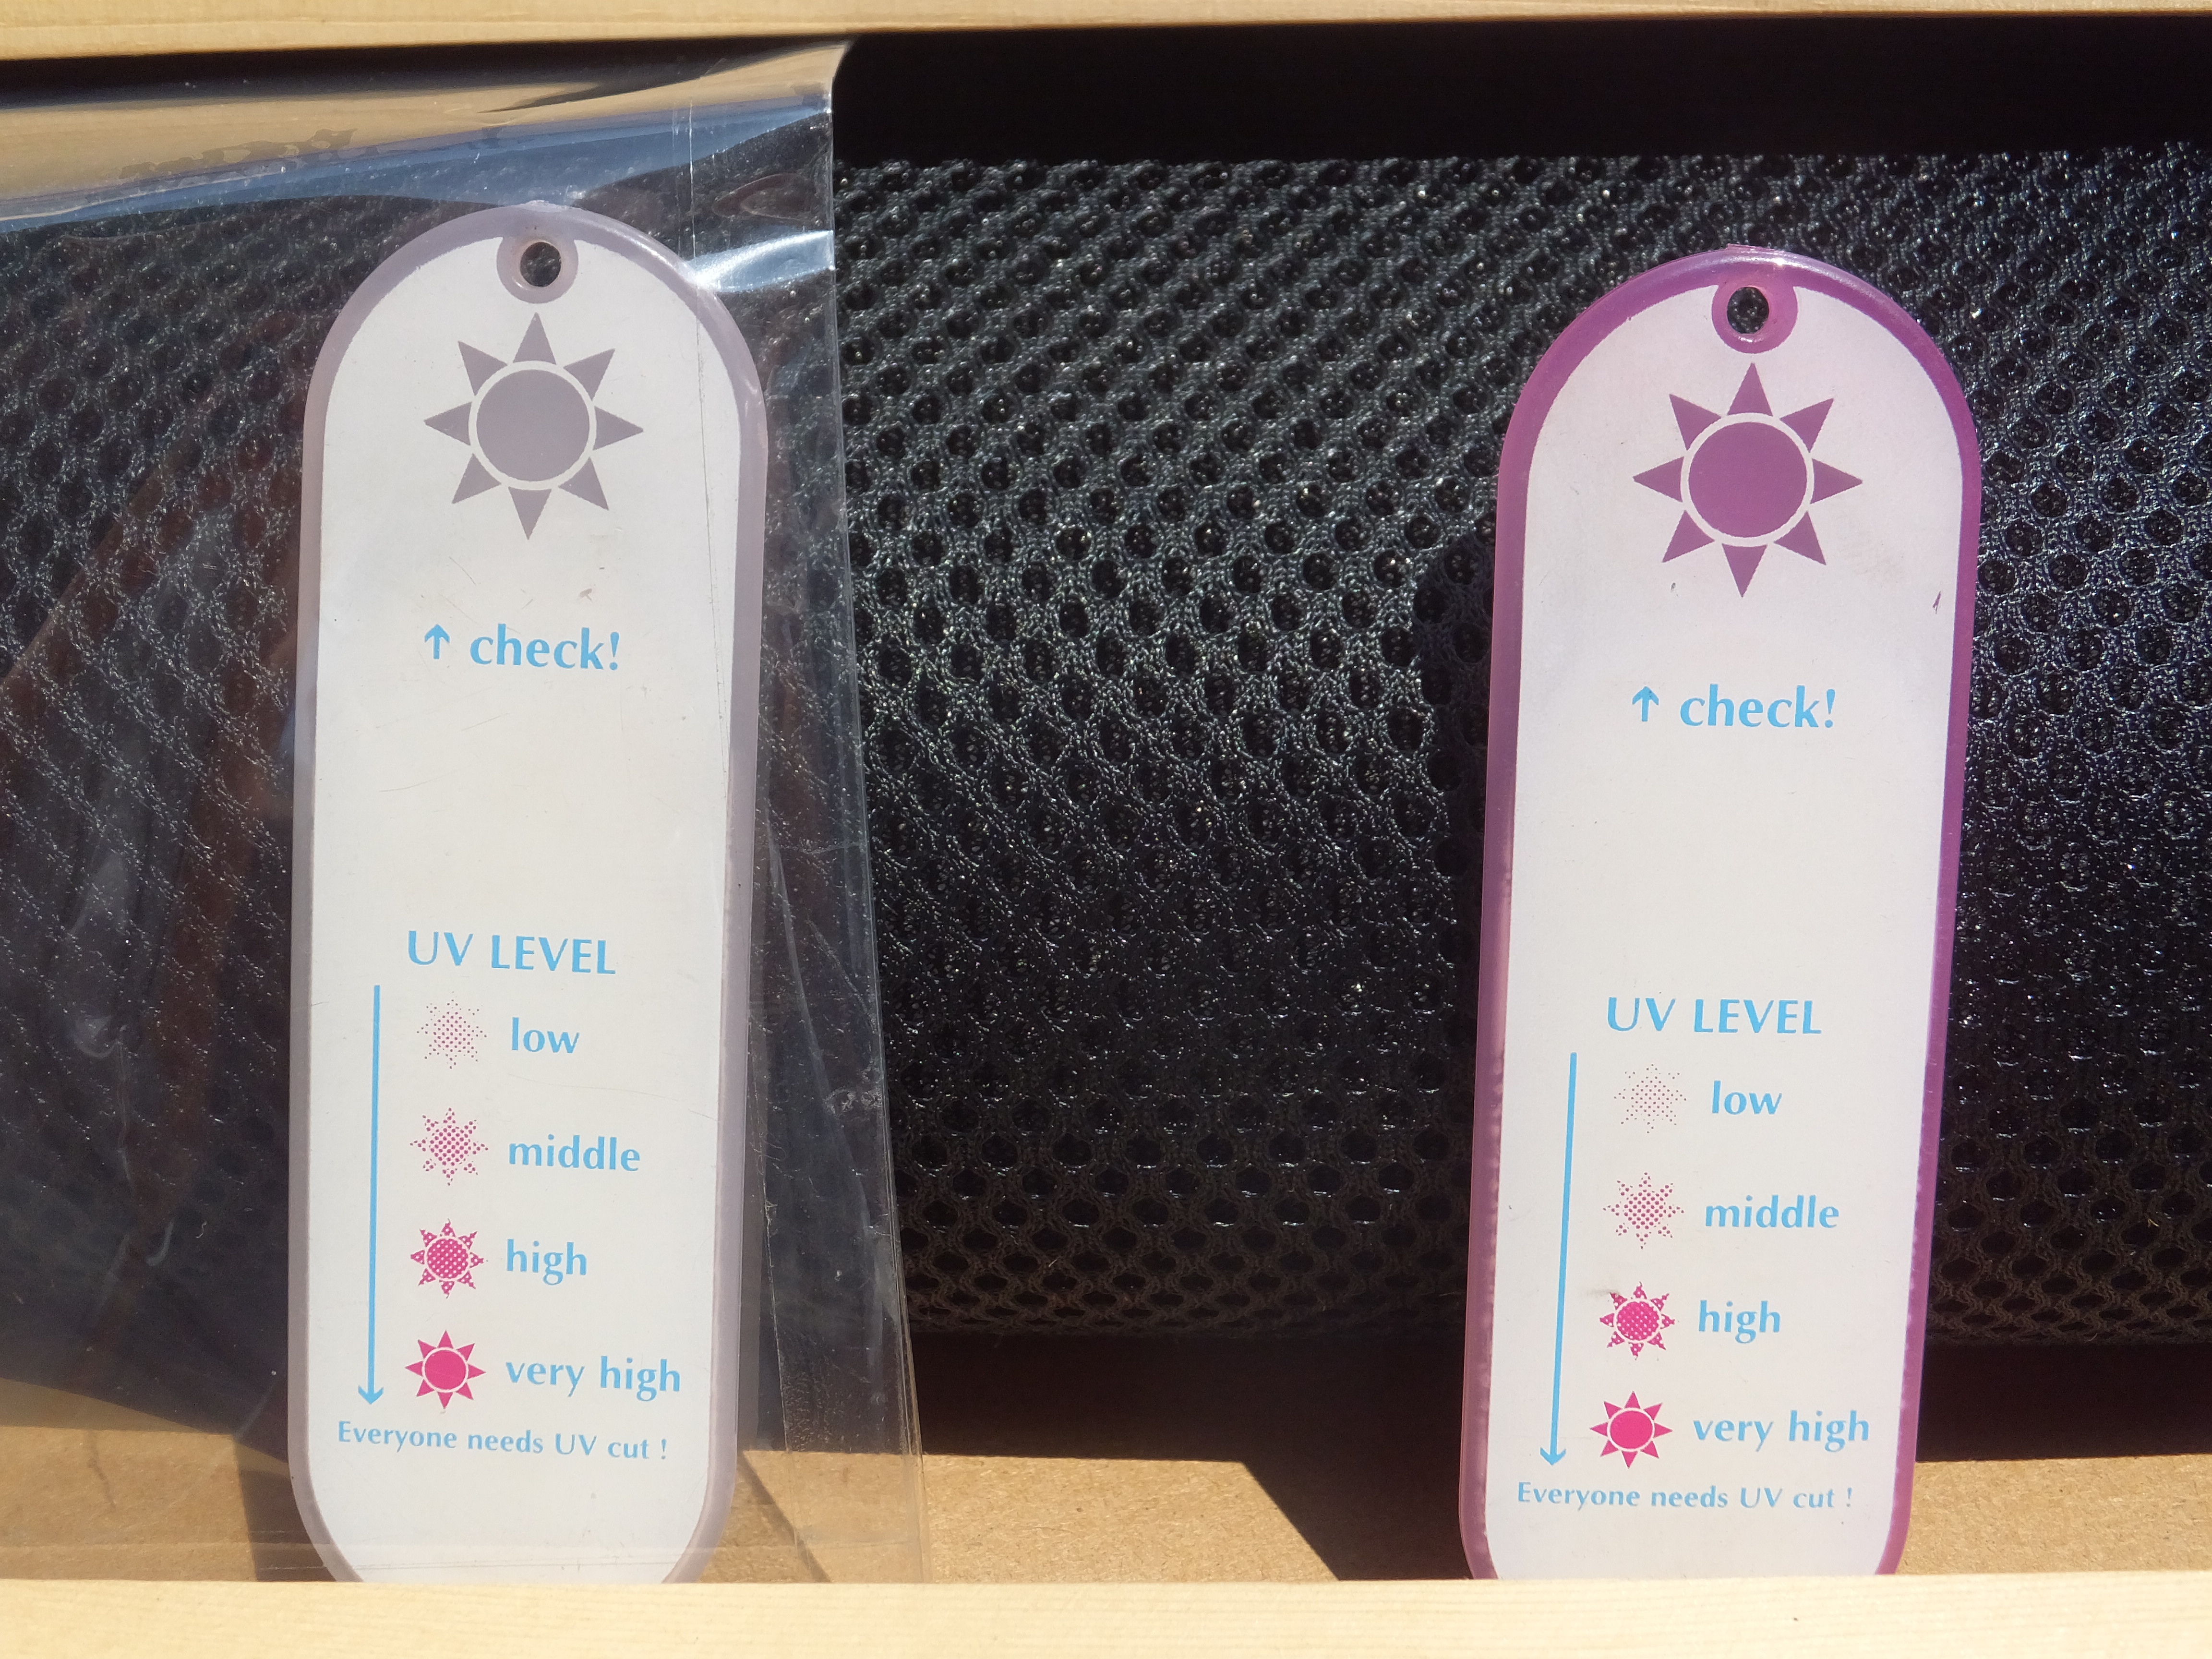 ↑ check!
UV LEVEL
low
middle
high
very high
Everyone needs UV cut !
↑ check!
UV LEVEL
low
middle
high
very high
Everyone needs UV cut !